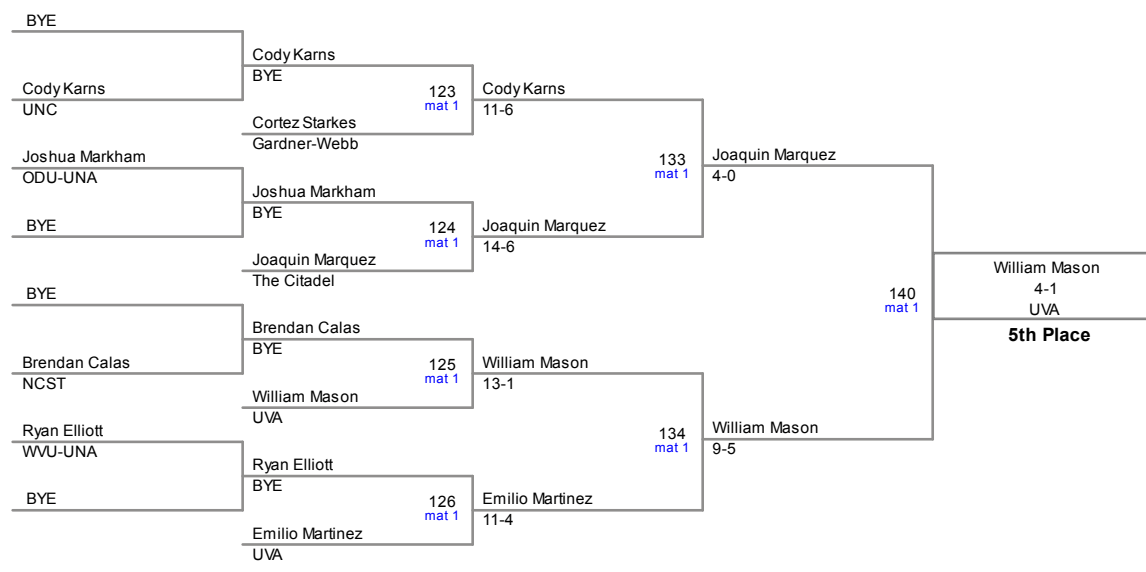 BYE
Cody Karns
BYE
Cody Karns
UNC
123
mat 1
Cody Karns
11-6
Cortez Starkes
Gardner-Webb
Joshua Markham
ODU-UNA
133
mat 1
Joaquin Marquez
4-0
Joshua Markham
BYE
BYE
124
mat 1
Joaquin Marquez
14-6
Joaquin Marquez
The Citadel
William Mason
4-1
UVA
5th Place
BYE
140
mat 1
Brendan Calas
BYE
Brendan Calas
NCST
125
mat 1
William Mason
13-1
William Mason
UVA
Ryan Elliott
WVU-UNA
134
mat 1
William Mason
9-5
Ryan Elliott
BYE
BYE
126
mat 1
Emilio Martinez
11-4
Emilio Martinez
UVA